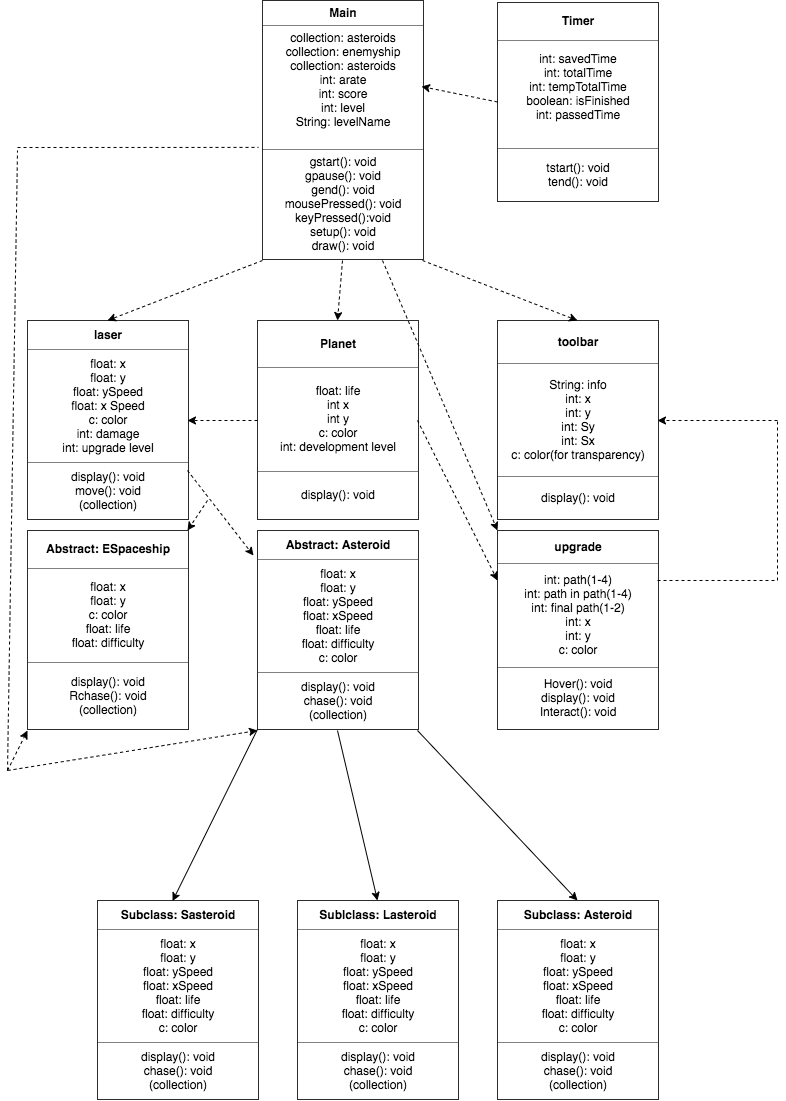 Main
collection: asteroids
collection: enemyship
collection: asteroids
int: arate
int: score
int: level
String: levelName
gstart(): void
gpause(): void
gend(): void
mousePressed(): void
keyPressed():void
setup(): void
draw(): void
Timer
int: savedTime
int: totalTime
int: tempTotalTime
boolean: isFinished
int: passedTime
tstart(): void
tend(): void
laser
float: x
float: y
float: ySpeed
float: x Speed
c: color
int: damage
int: upgrade level
display(): void
move(): void
(collection)
Planet
float: life
int x
int y
c: color
int: development level
display(): void
toolbar
String: info
int: x
int: y
int: Sy
int: Sx
c: color(for transparency)
display(): void
Abstract: ESpaceship
float: x
float: y
c: color
float: life
float: difficulty
display(): void
Rchase(): void
(collection)
Abstract: Asteroid
float: x
float: y
float: ySpeed
float: xSpeed
float: life
float: difficulty
c: color
display(): void
chase(): void
(collection)
upgrade
int: path(1-4)
int: path in path(1-4)
int: final path(1-2)
int: x
int: y
c: color
Hover(): void
display(): void
Interact(): void
Subclass: Sasteroid
float: x
float: y
float: ySpeed
float: xSpeed
float: life
float: difficulty
c: color
display(): void
chase(): void
(collection)
Sublclass: Lasteroid
float: x
float: y
float: ySpeed
float: xSpeed
float: life
float: difficulty
c: color
display(): void
chase(): void
(collection)
Subclass: Asteroid
float: x
float: y
float: ySpeed
float: xSpeed
float: life
float: difficulty
c: color
display(): void
chase(): void
(collection)